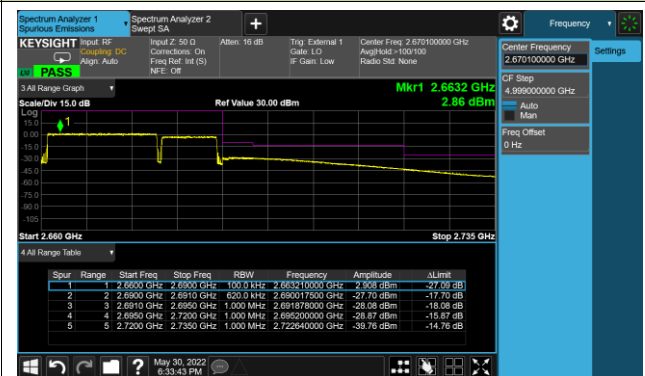 Spectrum Analyzer 1
Spurious Emissions
Spectrum Analyzer 2
Swept SA
Frequency
KEYSIGHT
Input: RF
Coupling: DC
Align: Auto
Input Z: 50 Ω
Corrections: On
Freq Ref: Int (S)
NFE: Off
Atten: 16 dB
Trig: External 1
Gate: LO
IF Gain: Low
Center Freq: 2.670100000 GHz
Avg|Hold:>100/100
Radio Std: None
PASS
Center Frequency
2.670100000 GHz
Settings
CF Step
4.999000000 GHz
Auto
Man
Freq Offset
0 Hz
3 All Range Graph
Mkr1 2.6632 GHz
2.86 dBm
Scale/Div 15.0 dB
Ref Value 30.00 dBm
Log
15.0
0.00
-15.0
-30.0
-45.0
-60.0
-75.0
-90.0
-105
1
Start 2.660 GHz
Stop 2.735 GHz
4 All Range Table
Spur Range Start Freq Stop Freq RBW Frequency Amplitude ΔLimit
1 1 2.6600 GHz 2.6900 GHz 100.0 kHz 2.663210000 GHz 2.908 dBm -27.09 dB
2 2 2.6900 GHz 2.6910 GHz 620.0 kHz 2.690017500 GHz -27.70 dBm -17.70 dB
3 3 2.6910 GHz 2.6950 GHz 1.000 MHz 2.691878000 GHz -28.08 dBm -18.08 dB
4 4 2.6950 GHz 2.7200 GHz 1.000 MHz 2.695200000 GHz -28.87 dBm -15.87 dB
5 5 2.7200 GHz 2.7350 GHz 1.000 MHz 2.722640000 GHz -39.76 dBm -14.76 dB
May 30, 2022
6:33:43 PM